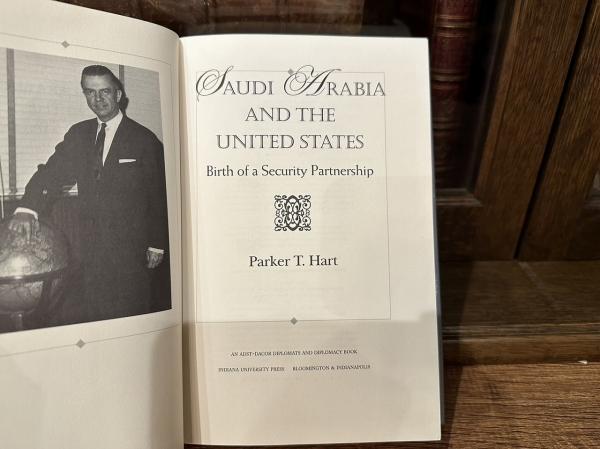 SAUDI ARABIA
AND THE
UNITED STATES
Birth of a Security Partnership
Parker T. Hart
AN ADST-DACOR DIPLOMATS AND DIPLOMACY BOOK
INDIANA UNIVERSITY PRESS BLOOMINGTON & INDIANAPOLIS